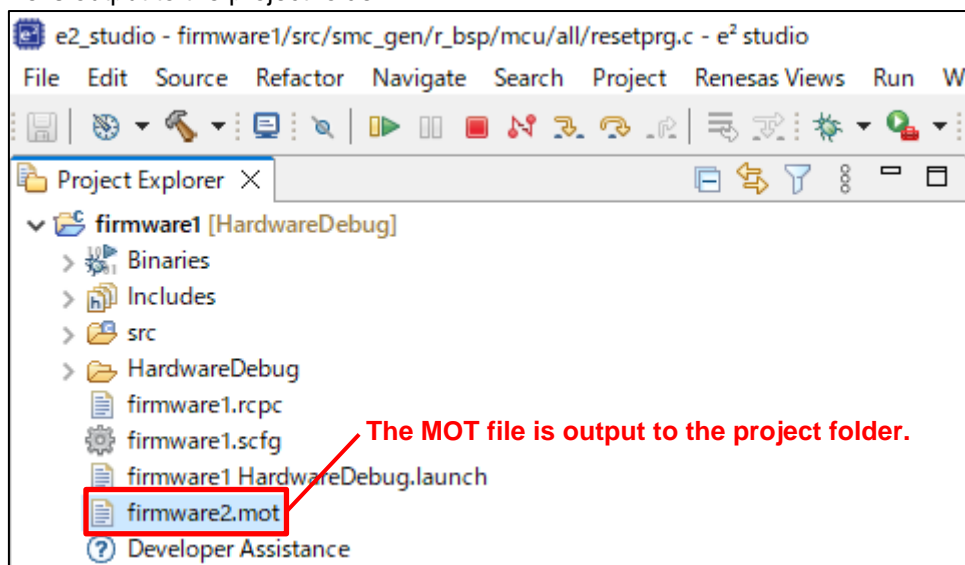 e2_studio - firmware1/src/smc_gen/r_bsp/mcu/all/resetprg.c - e² studio
File Edit Source Refactor Navigate Search Project Renesas Views Run W
Project Explorer
firmware1 [HardwareDebug]
Binaries
Includes
src
HardwareDebug
firmware1.rcpc
firmware1.scfg
The MOT file is output to the project folder.
firmware1 HardwareDebug.launch
firmware2.mot
Developer Assistance